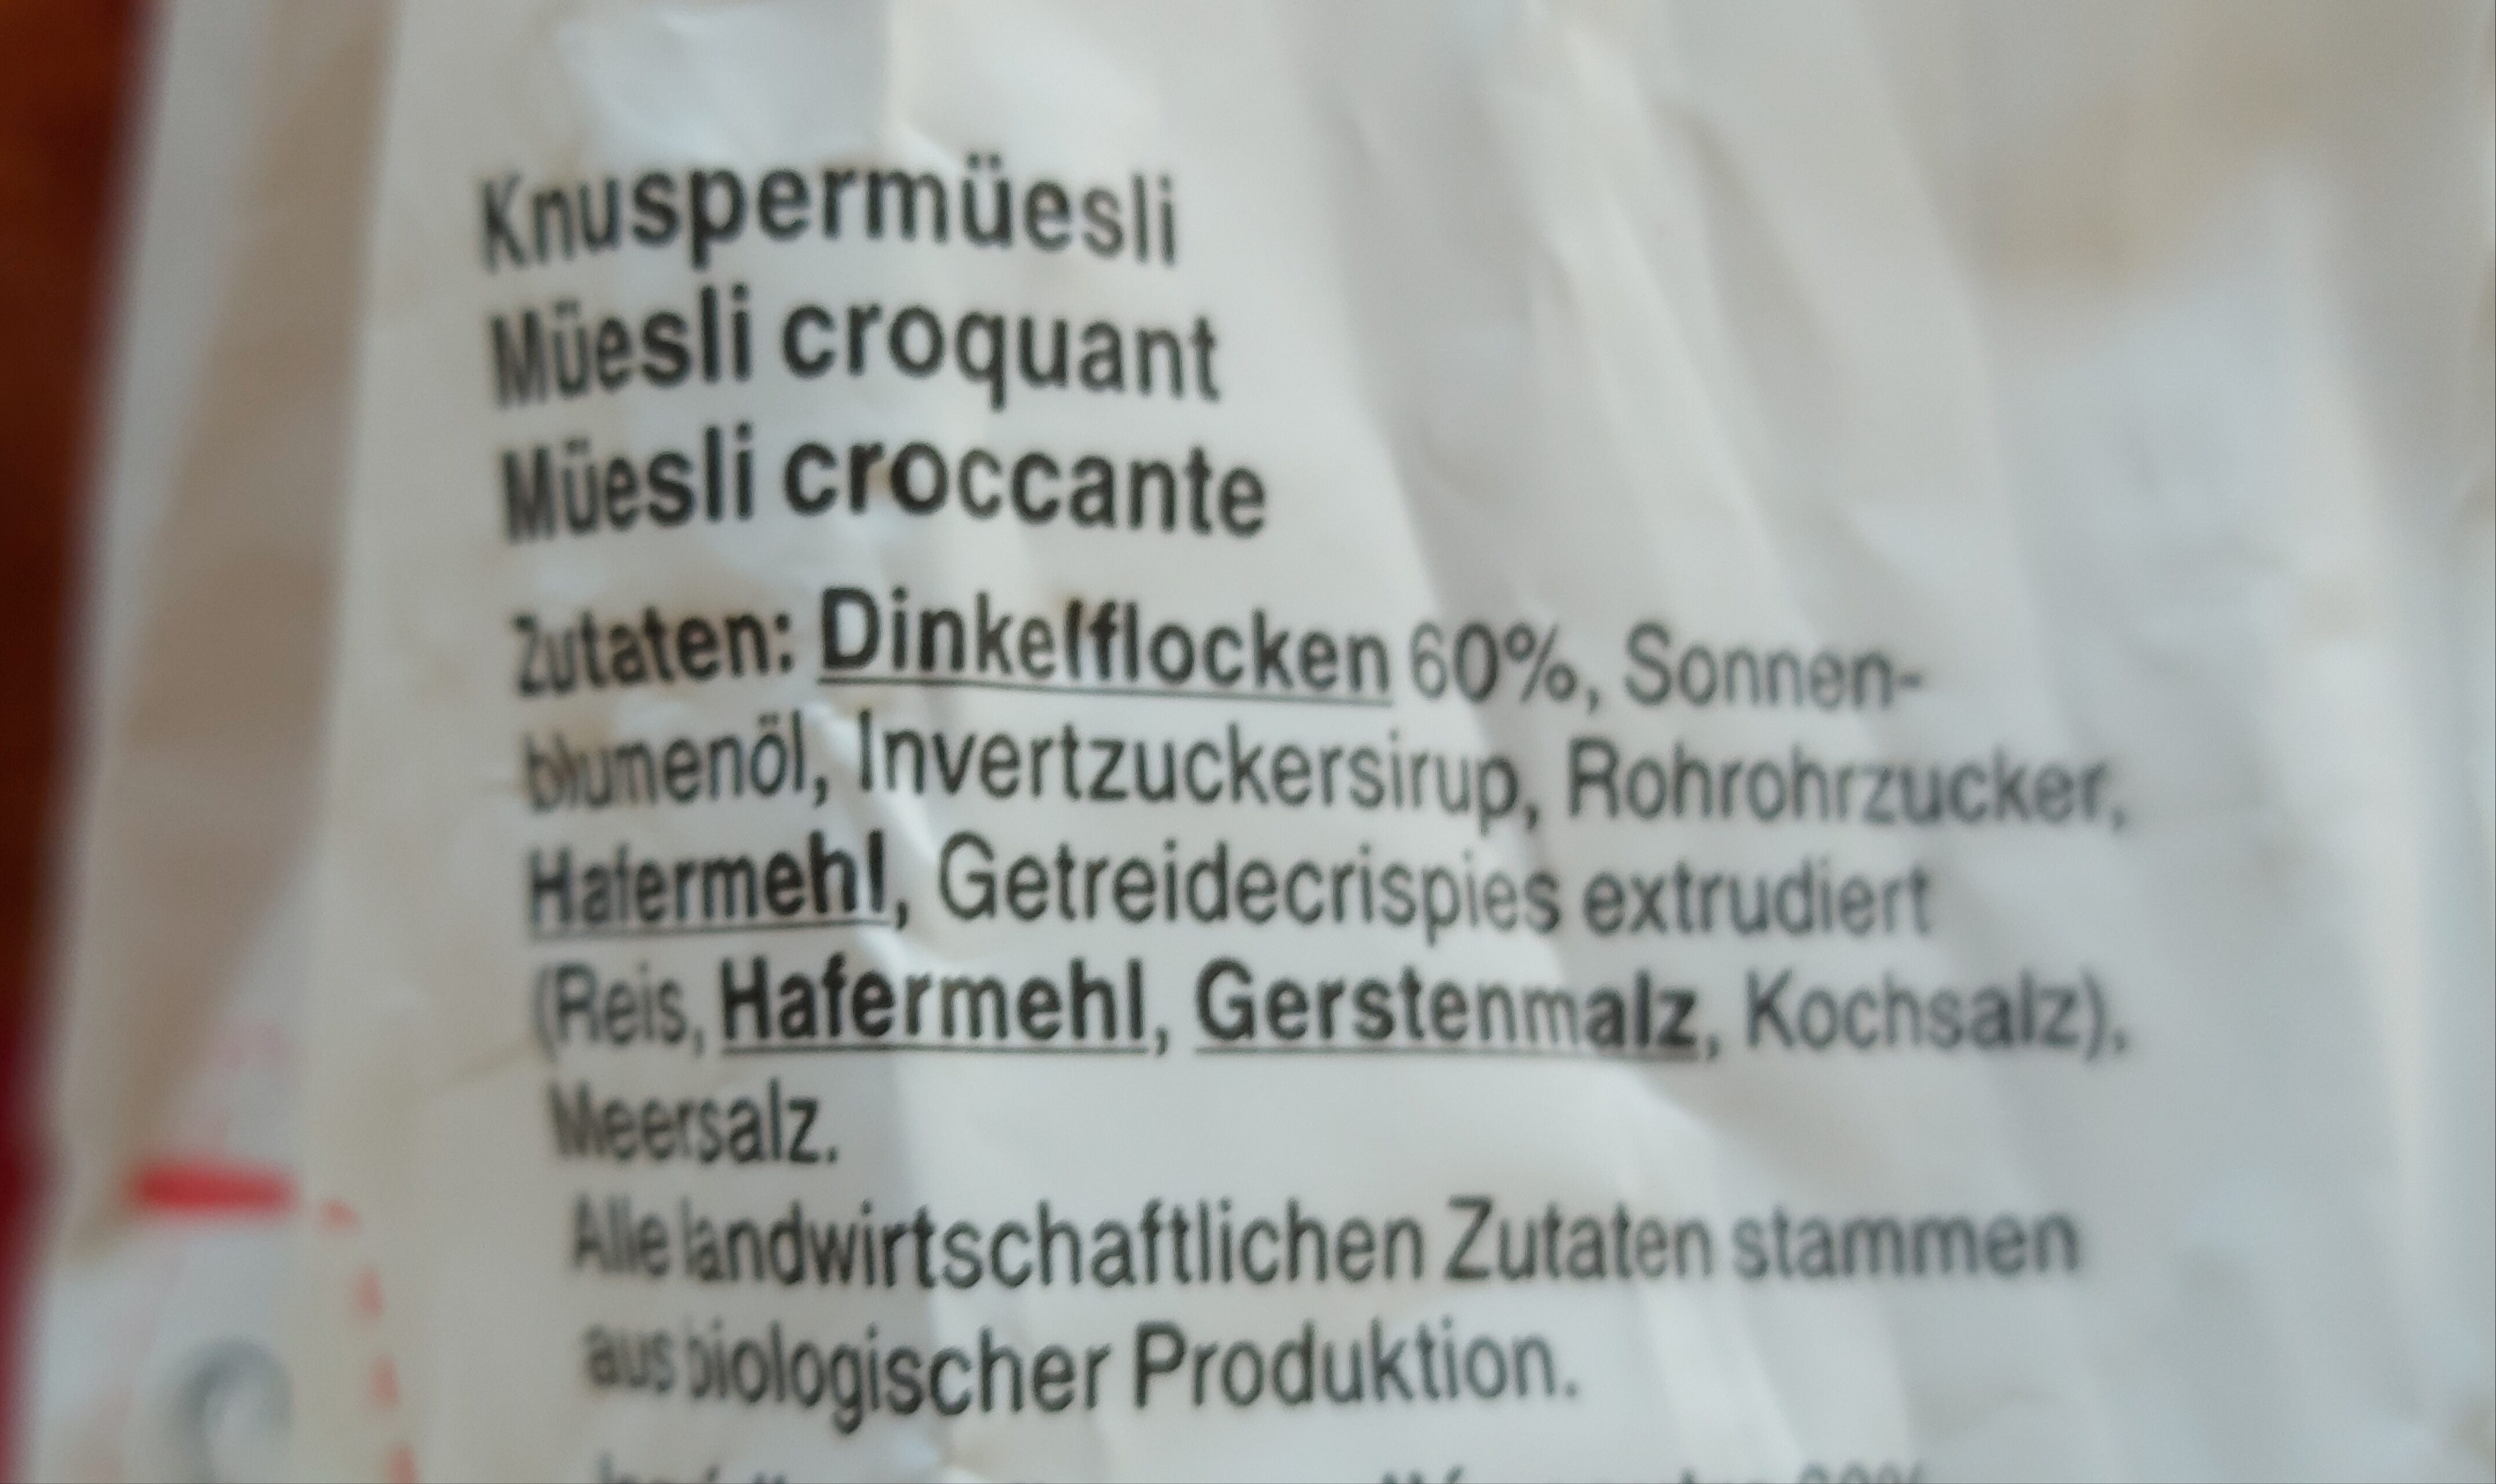 Knuspermüesli
Müesli croquant
Müesli croccante
Zutaten: Dinkelflocken 60%, Sonnen-
blumenöl, Invertzuckersirup, Rohrohrzucker,
Hafermehl, Getreidecrispies extrudiert
(Reis, Hafermehl, Gerstenmalz, Kochsalz),
Meersalz.
Alle landwirtschaftlichen Zutaten stammen
aus biologischer Produktion.